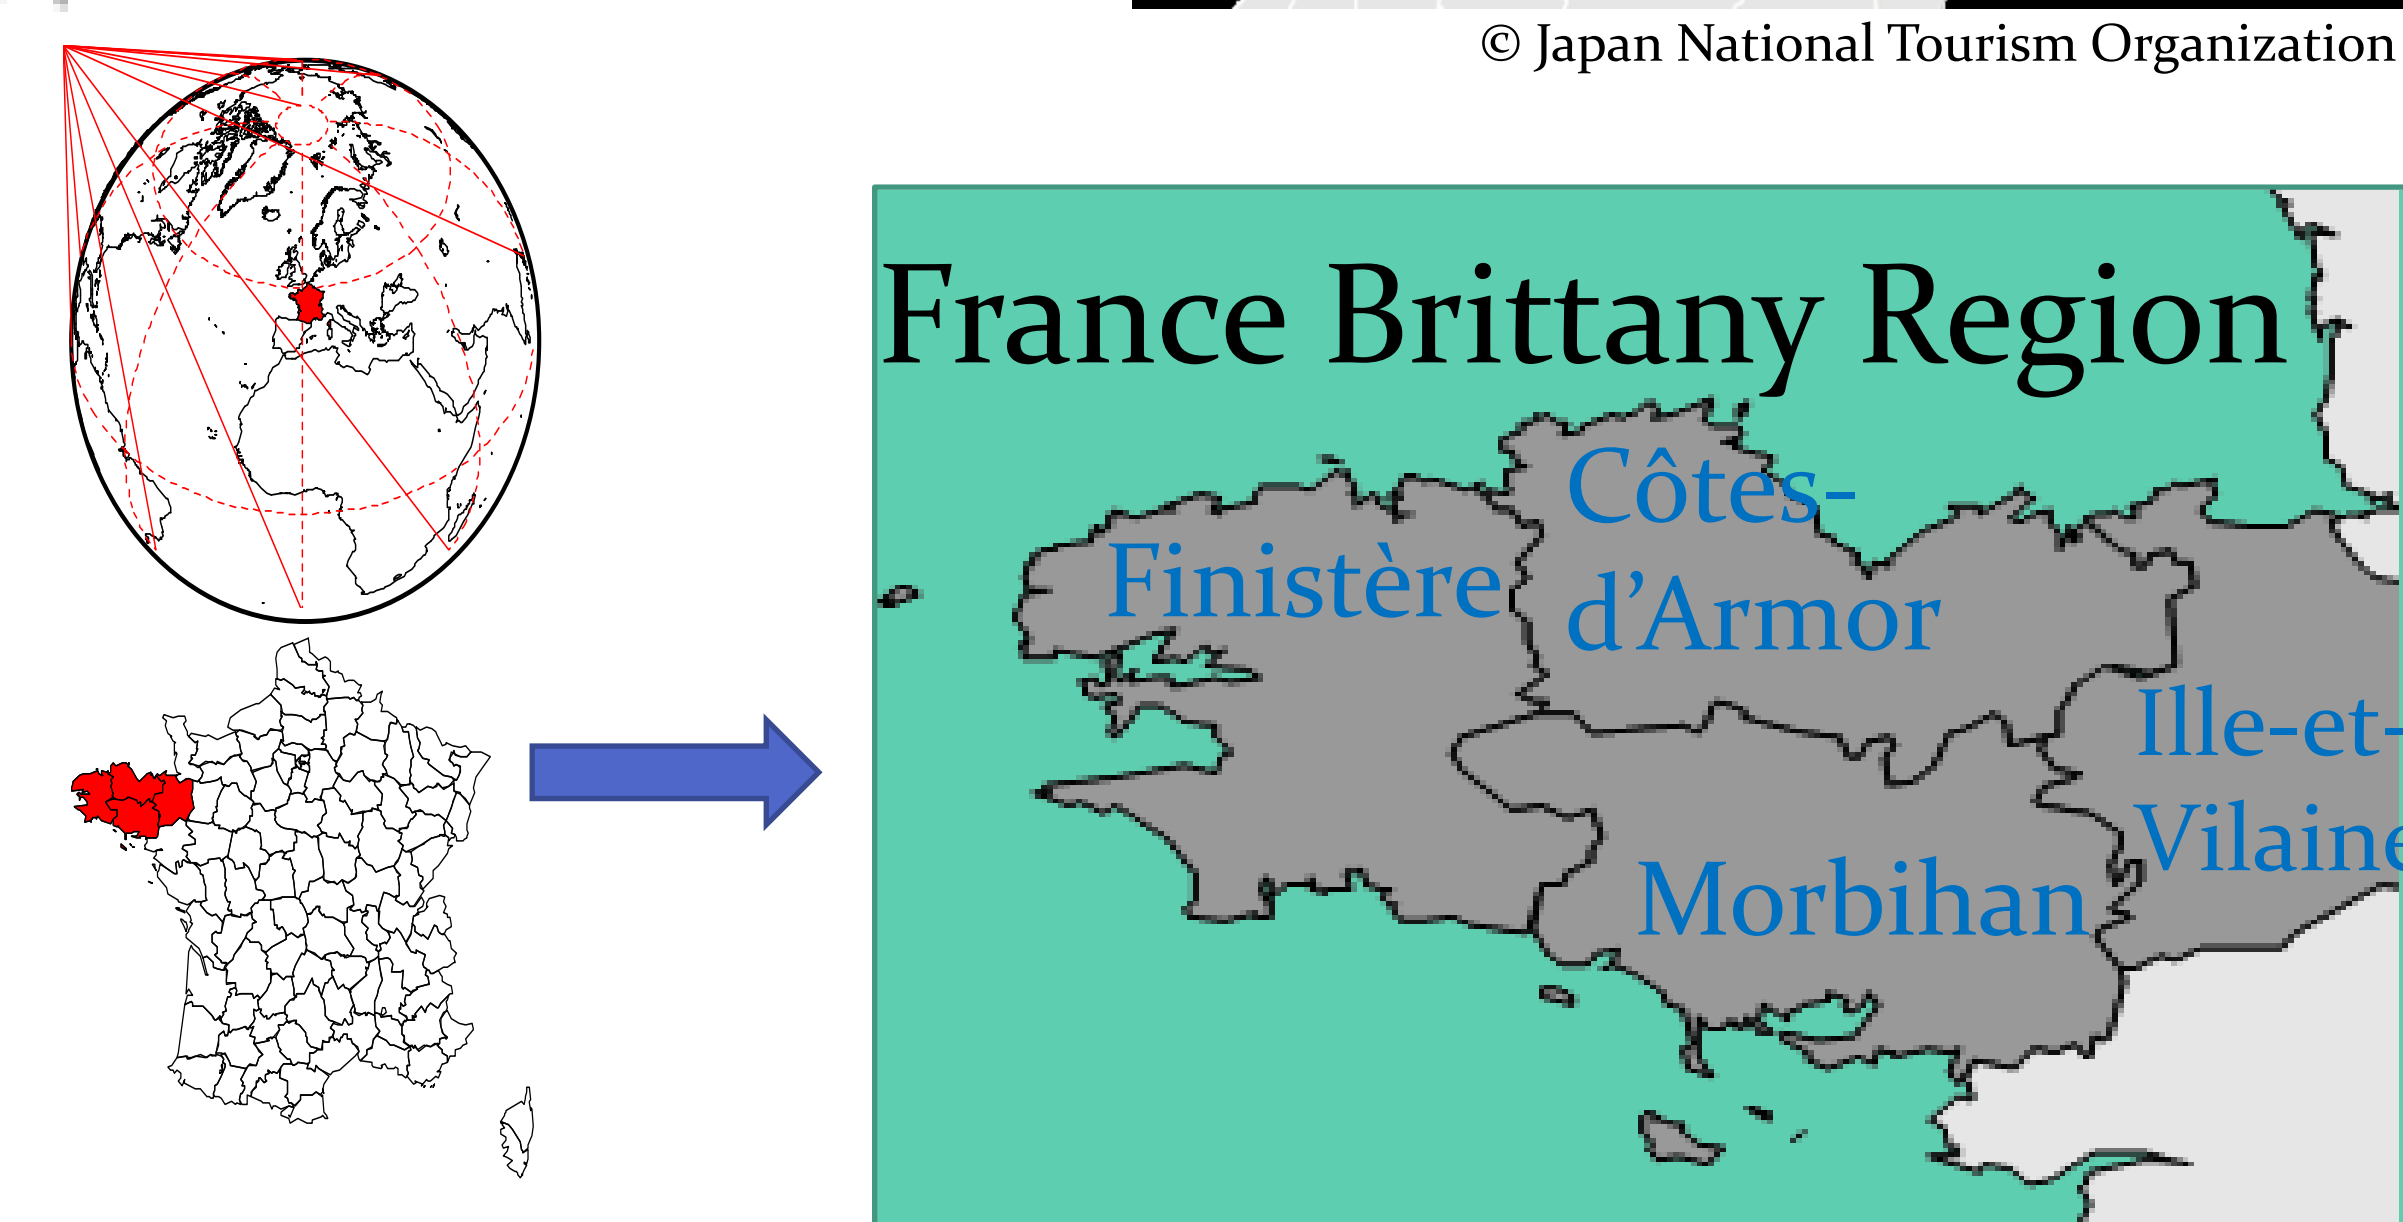 © Japan National Tourism Organization
France Brittany Region
Côtes-
d’Armor
Finistère
Ille-et-
Vilaine
Morbihan